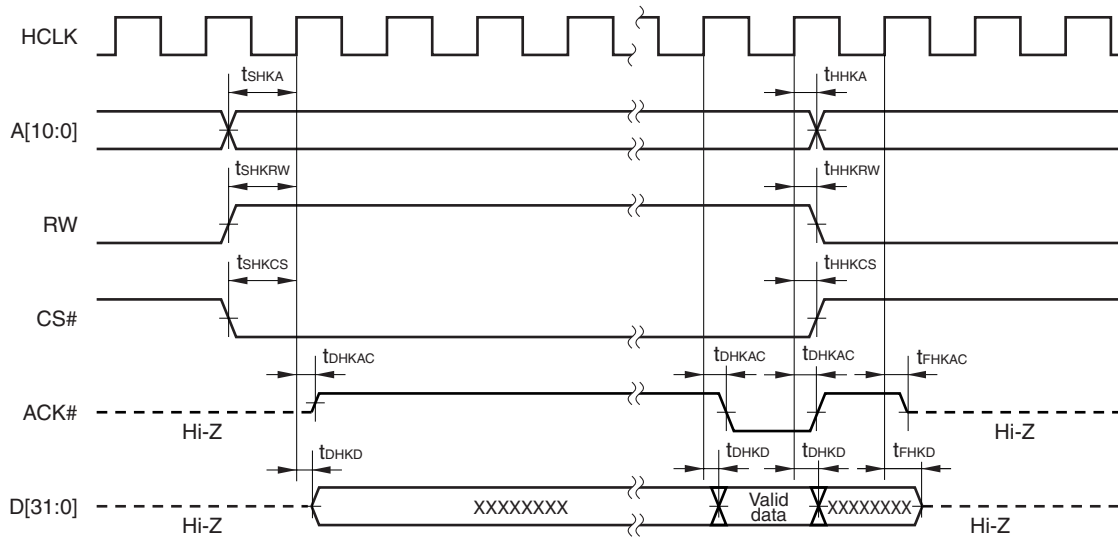 HCLK
tSHKA tHHKA
A[10:0]
tSHKRW tHHKRW
RW
tSHKCS tHHKCS
CS#
tDHKAC tDHKAC tDHKAC tFHKAC
ACK#
Hi-Z Hi-Z
tDHKD tDHKD tDHKD tFHKD
D[31:0] XXXXXXXX Valid data XXXXXXXX
Hi-Z Hi-Z